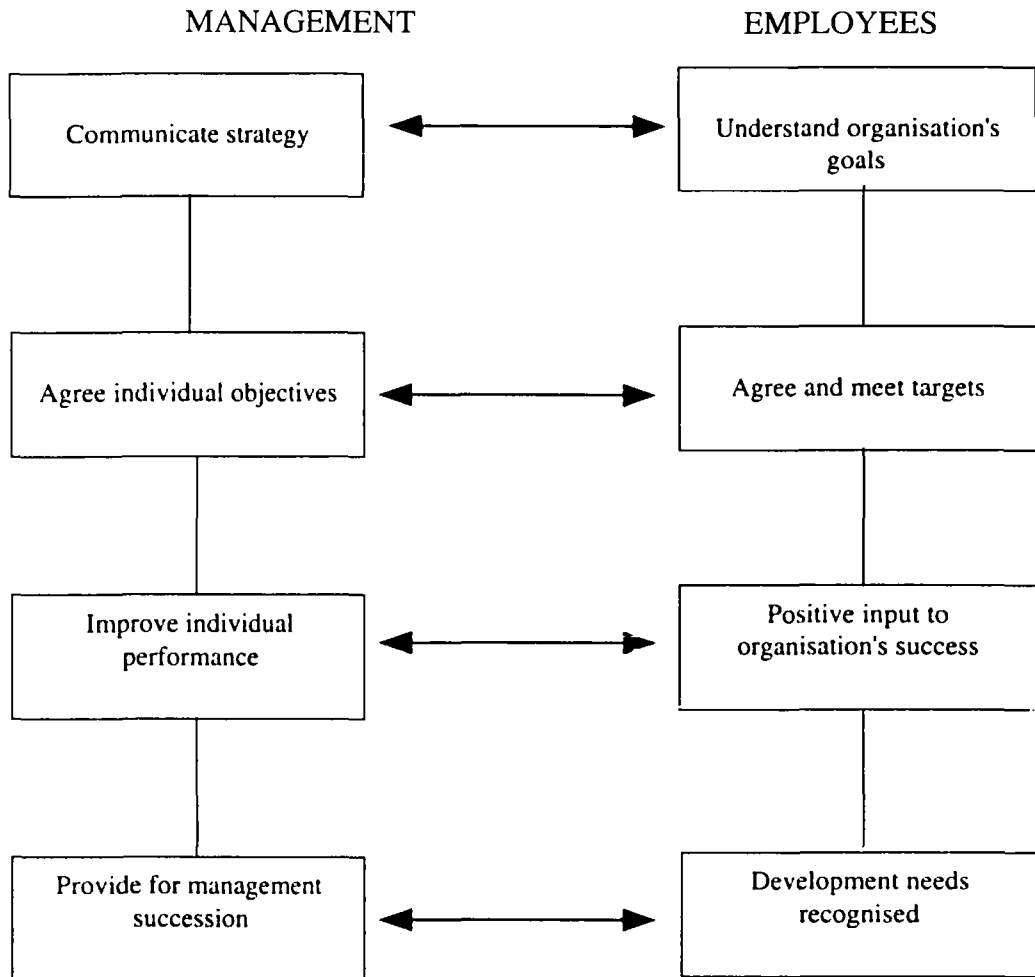 MANAGEMENT
EMPLOYEES
Communicate strategy
Understand organisation's
goals
Agree individual objectives
Agree and meet targets
Improve individual
performance
Positive input to
organisation's success
Provide for management
succession
Development needs
recognised